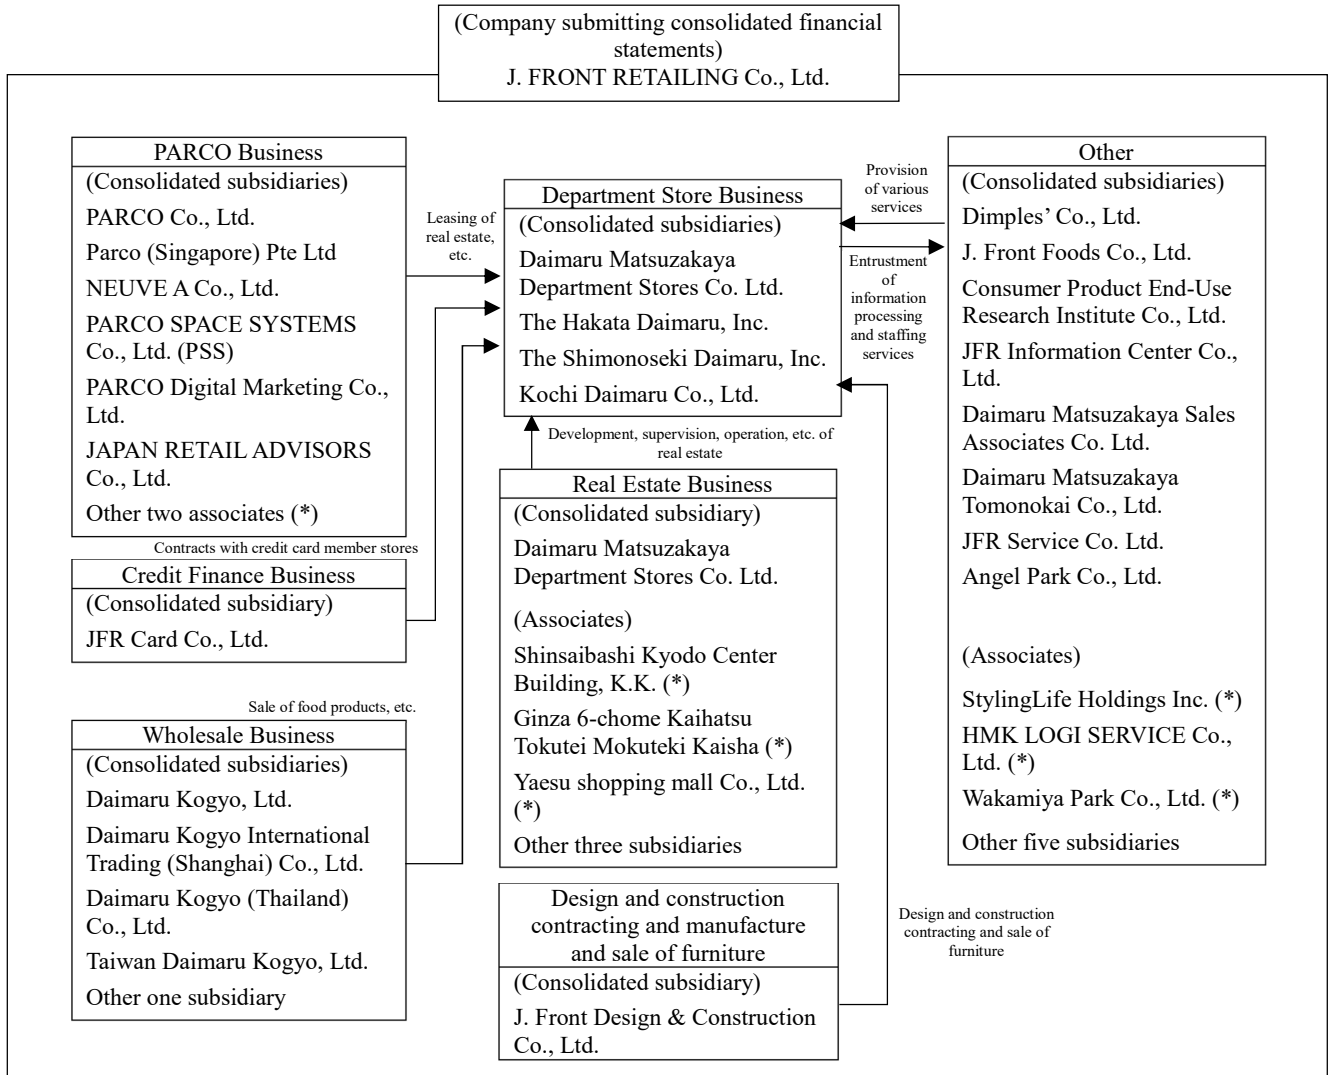 (Company submitting consolidated financial
statements)
J. FRONT RETAILING Co., Ltd.
PARCO Business
(Consolidated subsidiaries)
PARCO Co., Ltd.
Parco (Singapore) Pte Ltd
NEUVE A Co., Ltd.
PARCO SPACE SYSTEMS
Co., Ltd. (PSS)
PARCO Digital Marketing Co.,
Ltd.
JAPAN RETAIL ADVISORS
Co., Ltd.
Other two associates (*)
Leasing of
real estate,
etc.
Contracts with credit card member stores
Credit Finance Business
(Consolidated subsidiary)
JFR Card Co., Ltd.
Sale of food products, etc.
Wholesale Business
(Consolidated subsidiaries)
Daimaru Kogyo, Ltd.
Daimaru Kogyo International
Trading (Shanghai) Co., Ltd.
Daimaru Kogyo (Thailand)
Co., Ltd.
Taiwan Daimaru Kogyo, Ltd.
Other one subsidiary
Department Store Business
(Consolidated subsidiaries)
Daimaru Matsuzakaya
Department Stores Co. Ltd.
The Hakata Daimaru, Inc.
The Shimonoseki Daimaru, Inc.
Kochi Daimaru Co., Ltd.
Development, supervision, operation, etc. of
real estate
Real Estate Business
(Consolidated subsidiary)
Daimaru Matsuzakaya
Department Stores Co. Ltd.
(Associates)
Shinsaibashi Kyodo Center
Building, K.K. (*)
Ginza 6-chome Kaihatsu
Tokutei Mokuteki Kaisha (*)
Yaesu shopping mall Co., Ltd.
(*)
Other three subsidiaries
Design and construction
contracting and manufacture
and sale of furniture
(Consolidated subsidiary)
J. Front Design & Construction
Co., Ltd.
Provision
of various
services
Entrustment
of
information
processing
and staffing
services
Design and construction
contracting and sale of
furniture
Other
(Consolidated subsidiaries)
Dimples’ Co., Ltd.
J. Front Foods Co., Ltd.
Consumer Product End-Use
Research Institute Co., Ltd.
JFR Information Center Co.,
Ltd.
Daimaru Matsuzakaya Sales
Associates Co. Ltd.
Daimaru Matsuzakaya
Tomonokai Co., Ltd.
JFR Service Co. Ltd.
Angel Park Co., Ltd.
(Associates)
StylingLife Holdings Inc. (*)
HMK LOGI SERVICE Co.,
Ltd. (*)
Wakamiya Park Co., Ltd. (*)
Other five subsidiaries